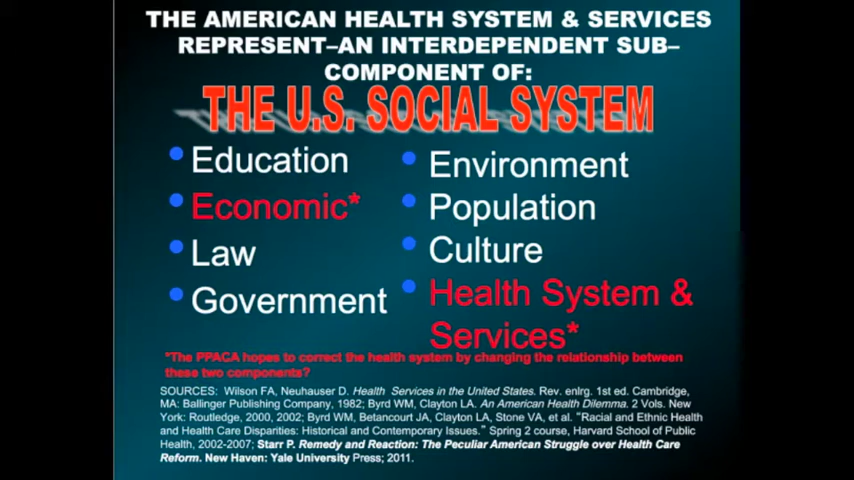 THE AMERICAN HEALTH SYSTEM & SERVICES
REPRESENT–AN INTERDEPENDENT SUB–
COMPONENT OF:
THE U.S. SOCIAL SYSTEM
• Education
• Economic*
• Law
• Government
• Environment
• Population
• Culture
• Health System &
Services*
*The PPACA hopes to correct the health system by changing the relationship between
these two components?
SOURCES: Wilson FA, Neuhauser D. Health Services in the United States. Rev. enlrg. 1st ed. Cambridge,
MA: Ballinger Publishing Company, 1982; Byrd WM, Clayton LA. An American Health Dilemma. 2 Vols. New
York: Routledge, 2000, 2002; Byrd WM, Betancourt JA, Clayton LA, Stone VA, et al. "Racial and Ethnic Health
and Health Care Disparities: Historical and Contemporary Issues." Spring 2 course, Harvard School of Public
Health, 2002-2007; Starr P. Remedy and Reaction: The Peculiar American Struggle over Health Care
Reform. New Haven: Yale University Press; 2011.